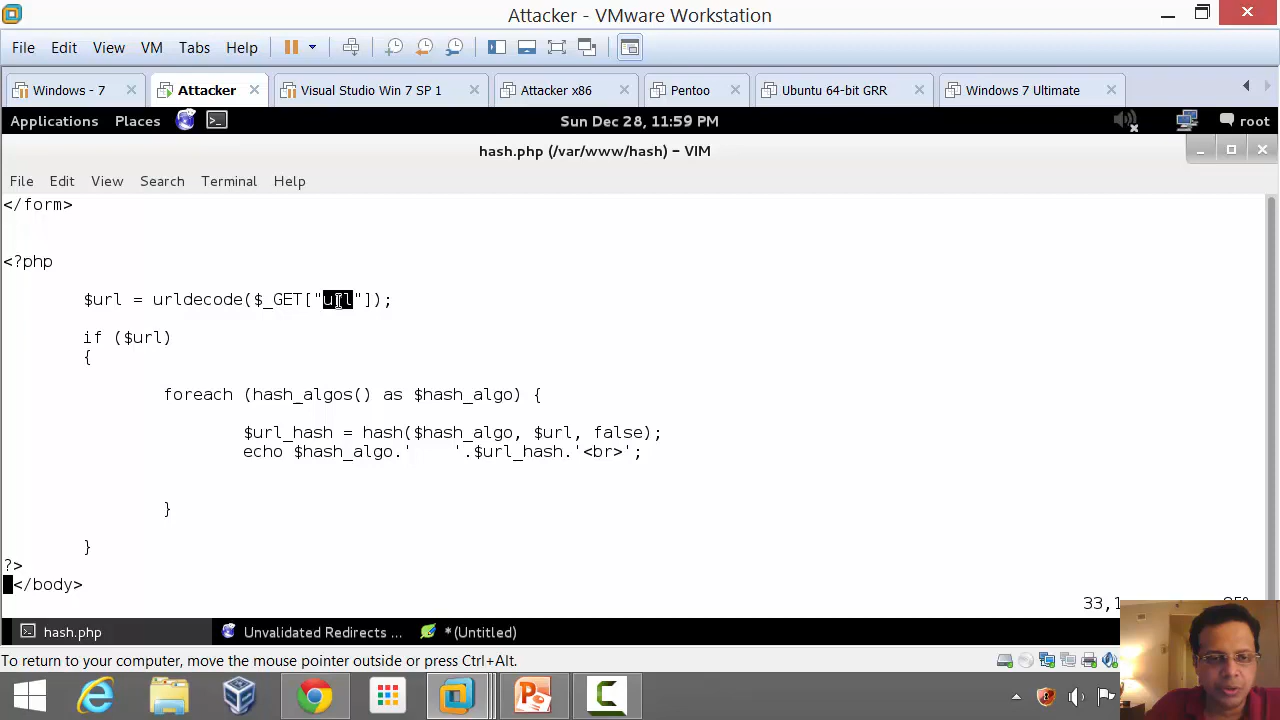 Attacker - VMware Workstation
File Edit View VM Tabs Help
Windows - 7 Attacker Visual Studio Win 7 SP 1 Attacker x86 Pentoo Ubuntu 64-bit GRR Windows 7 Ultimate
Applications Places Sun Dec 28, 11:59 PM root
hash.php (/var/www/hash) - VIM
File Edit View Search Terminal Help
</form>
<?php
$url = urldecode($_GET["url"]);
if ($url)
{
foreach (hash_algos() as $hash_algo) {
$url_hash = hash($hash_algo, $url, false);
echo $hash_algo.'    '.$url_hash.'<br>';
}
}
?>
</body>
33,1
hash.php Unvalidated Redirects ... *(Untitled)
To return to your computer, move the mouse pointer outside or press Ctrl+Alt.